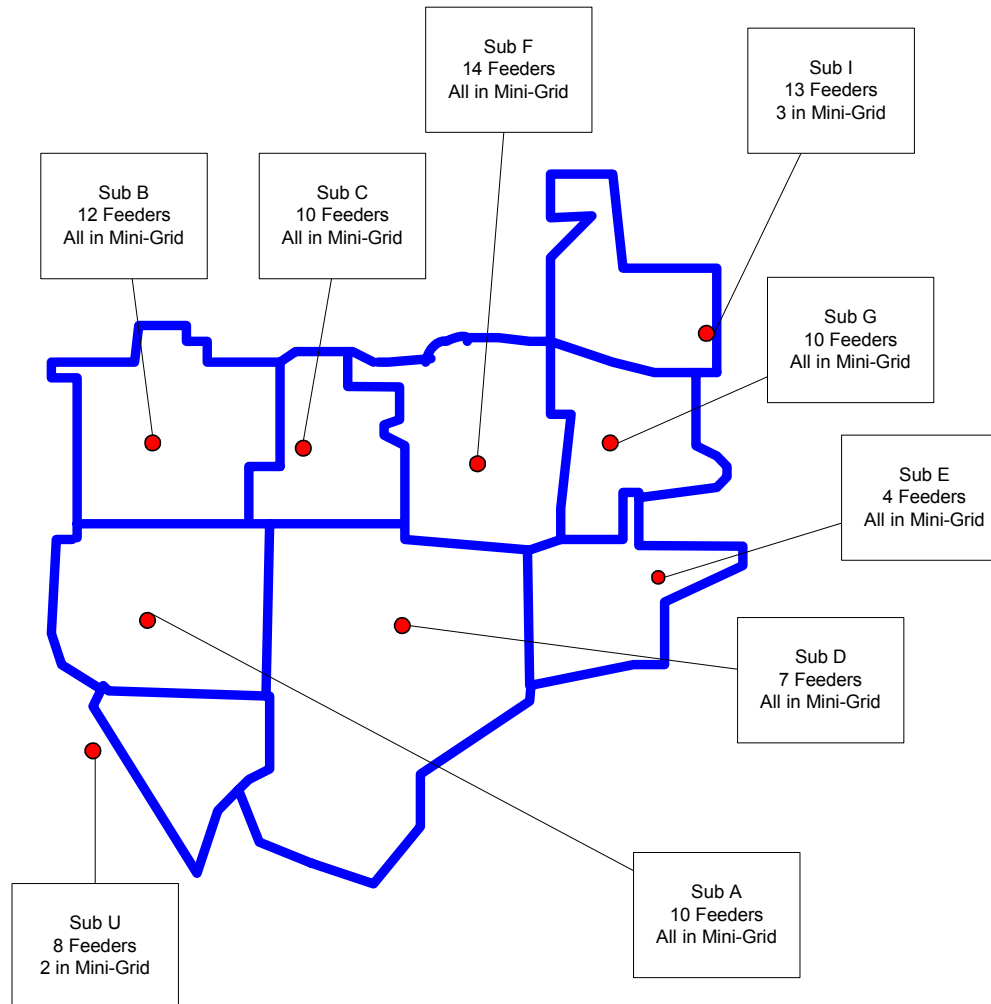 Sub F
14 Feeders
All in Mini-Grid
Sub I
13 Feeders
3 in Mini-Grid
Sub B
12 Feeders
All in Mini-Grid
Sub C
10 Feeders
All in Mini-Grid
Sub G
10 Feeders
All in Mini-Grid
Sub E
4 Feeders
All in Mini-Grid
Sub D
7 Feeders
All in Mini-Grid
Sub A
10 Feeders
All in Mini-Grid
Sub U
8 Feeders
2 in Mini-Grid